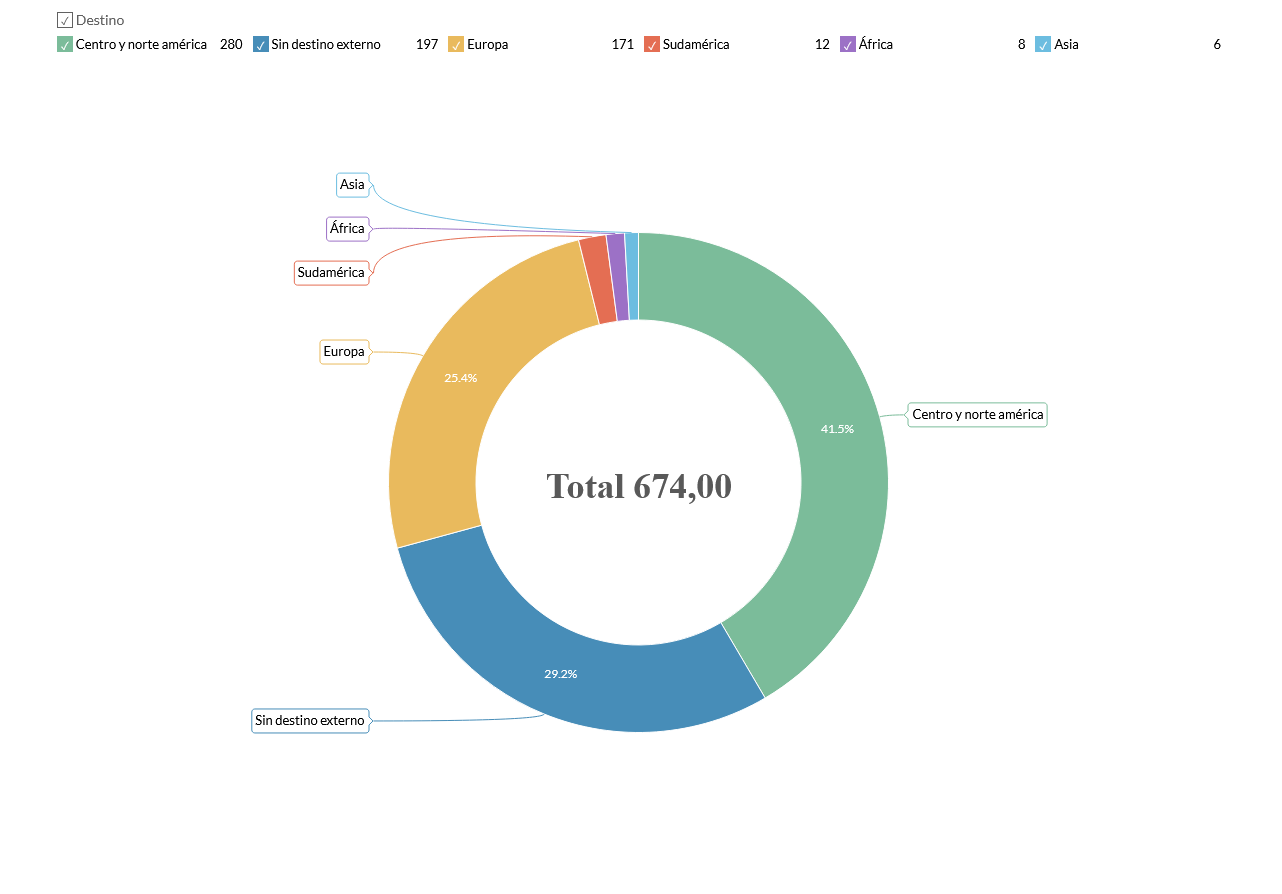 Destino
Centro y norte américa 280 Sin destino externo 197 Europa 171 Sudamérica 12 África 8 Asia 6
Asia
África
Sudamérica
Europa
25.4%
Centro y norte américa
41.5%
Total 674,00
29.2%
Sin destino externo